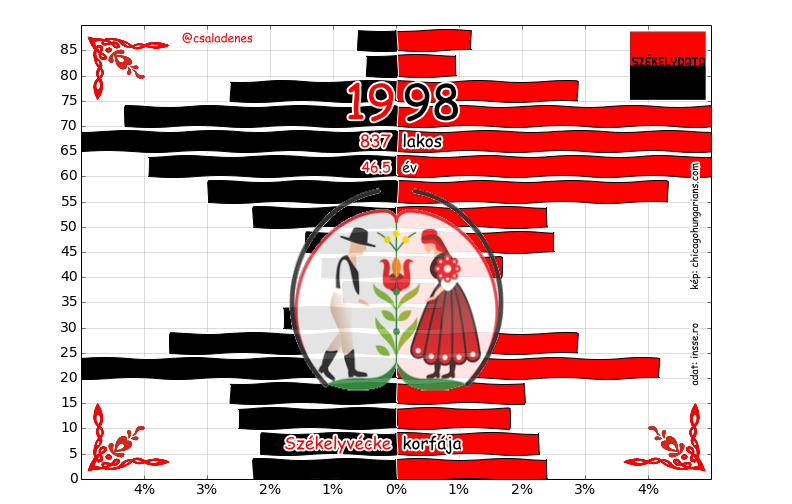 @csaladenes
SZÉKELYDATA
1998
837 lakos
46.5 év
kép: chicagohungarians.com
adat: insse.ro
Székelyvécke korfája
85
80
75
70
65
60
55
50
45
40
35
30
25
20
15
10
5
0
4% 3% 2% 1% 0% 1% 2% 3% 4%